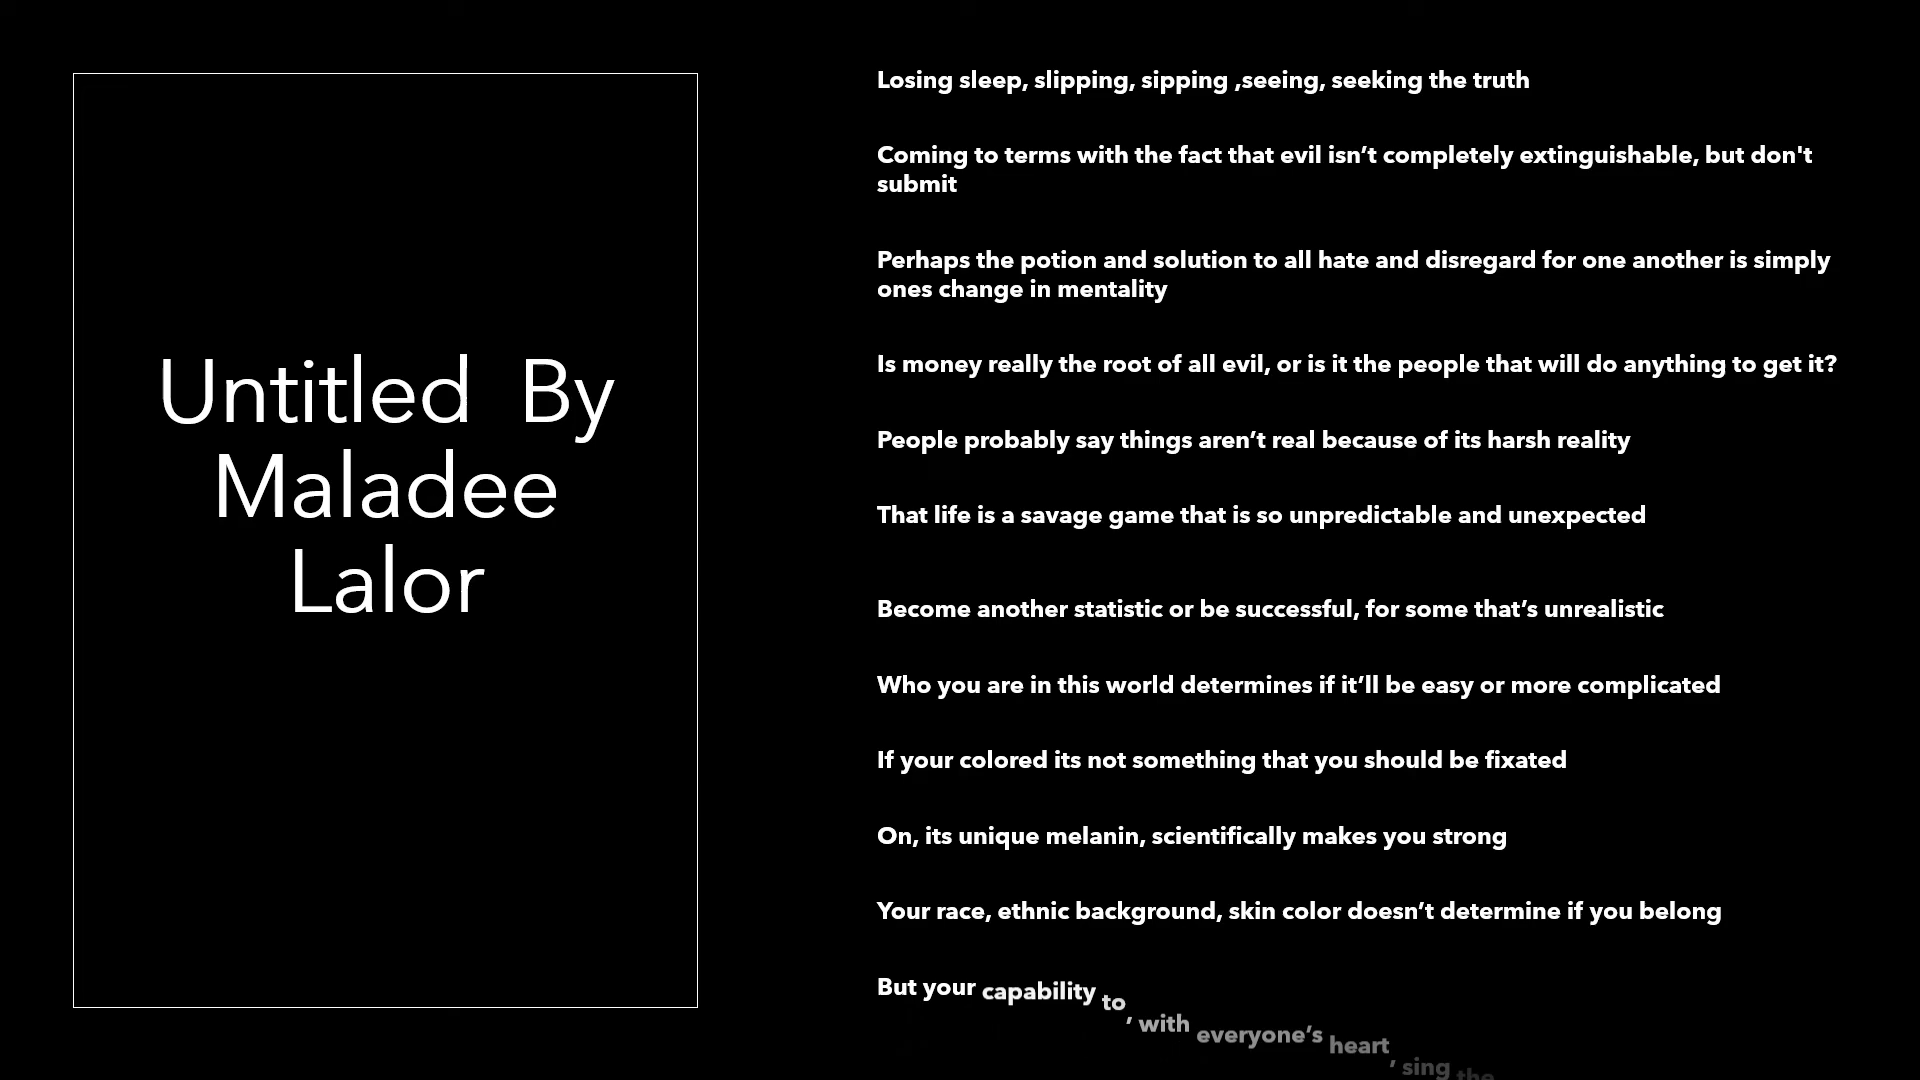 Untitled  By
Maladee
Lalor
Losing sleep, slipping, sipping ,seeing, seeking the truth
Coming to terms with the fact that evil isn’t completely extinguishable, but don't
submit
Perhaps the potion and solution to all hate and disregard for one another is simply
ones change in mentality
Is money really the root of all evil, or is it the people that will do anything to get it?
People probably say things aren’t real because of its harsh reality
That life is a savage game that is so unpredictable and unexpected
Become another statistic or be successful, for some that’s unrealistic
Who you are in this world determines if it’ll be easy or more complicated
If your colored its not something that you should be fixated
On, its unique melanin, scientifically makes you strong
Your race, ethnic background, skin color doesn’t determine if you belong
But your capability to, with everyone’s heart, sing the